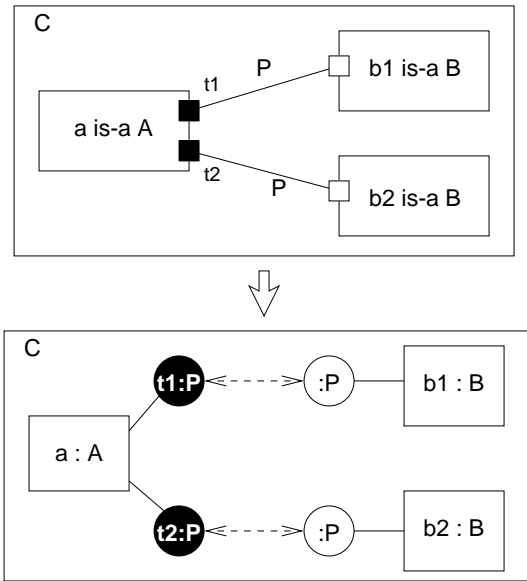 C
P
t1
b1 is-a B
a is-a A
t2
P
b2 is-a B
C
t1:P
:P
b1 : B
a : A
t2:P
:P
b2 : B